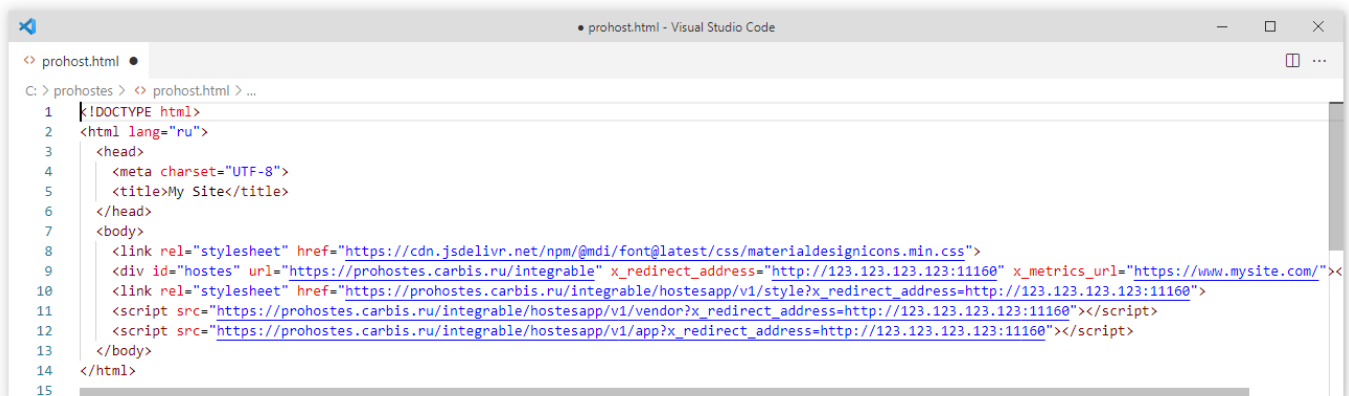 ● prohost.html - Visual Studio Code
<> prohost.html ●
C: > prohostes > <> prohost.html > ...
1 <!DOCTYPE html>
2 <html lang="ru">
3 <head>
4 <meta charset="UTF-8">
5 <title>My Site</title>
6 </head>
7 <body>
8 <link rel="stylesheet" href="https://cdn.jsdelivr.net/npm/@mdi/font@latest/css/materialdesignicons.min.css">
9 <div id="hostes" url="https://prohostes.carbis.ru/integrable" x_redirect_address="http://123.123.123.123:11160" x_metrics_url="https://www.mysite.com/"><
10 <link rel="stylesheet" href="https://prohostes.carbis.ru/integrable/hostesapp/v1/style?x_redirect_address=http://123.123.123.123:11160">
11 <script src="https://prohostes.carbis.ru/integrable/hostesapp/v1/vendor?x_redirect_address=http://123.123.123.123:11160"></script>
12 <script src="https://prohostes.carbis.ru/integrable/hostesapp/v1/app?x_redirect_address=http://123.123.123.123:11160"></script>
13 </body>
14 </html>
15